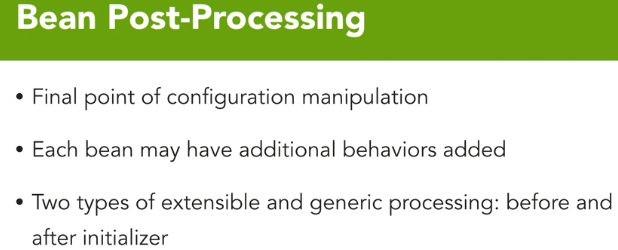 Bean Post-Processing
• Final point of configuration manipulation
• Each bean may have additional behaviors added
• Two types of extensible and generic processing: before and
after initializer